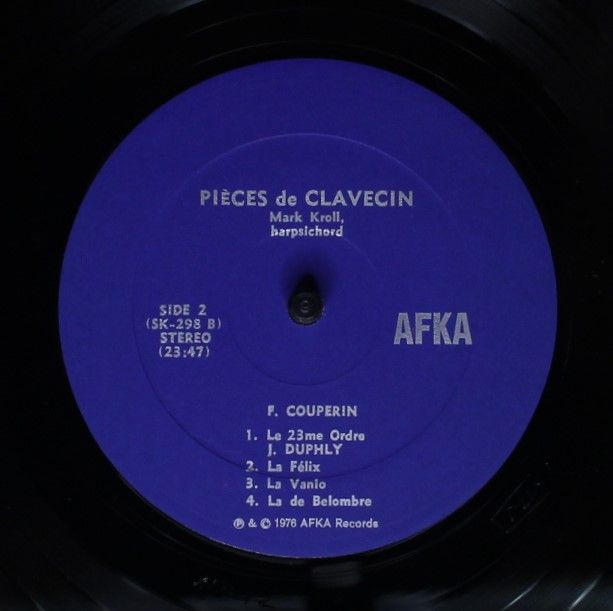 PIÈCES de CLAVECIN
Mark Kroll,
harpsichord
SIDE 2
(SK-298 B)
STEREO
(23:47)
AFKA
F. COUPERIN
1. Le 23me Ordre
J. DUPHLY
2. La Félix
3. La Vanlo
4. La de Belombre
℗ & © 1976 AFKA Records